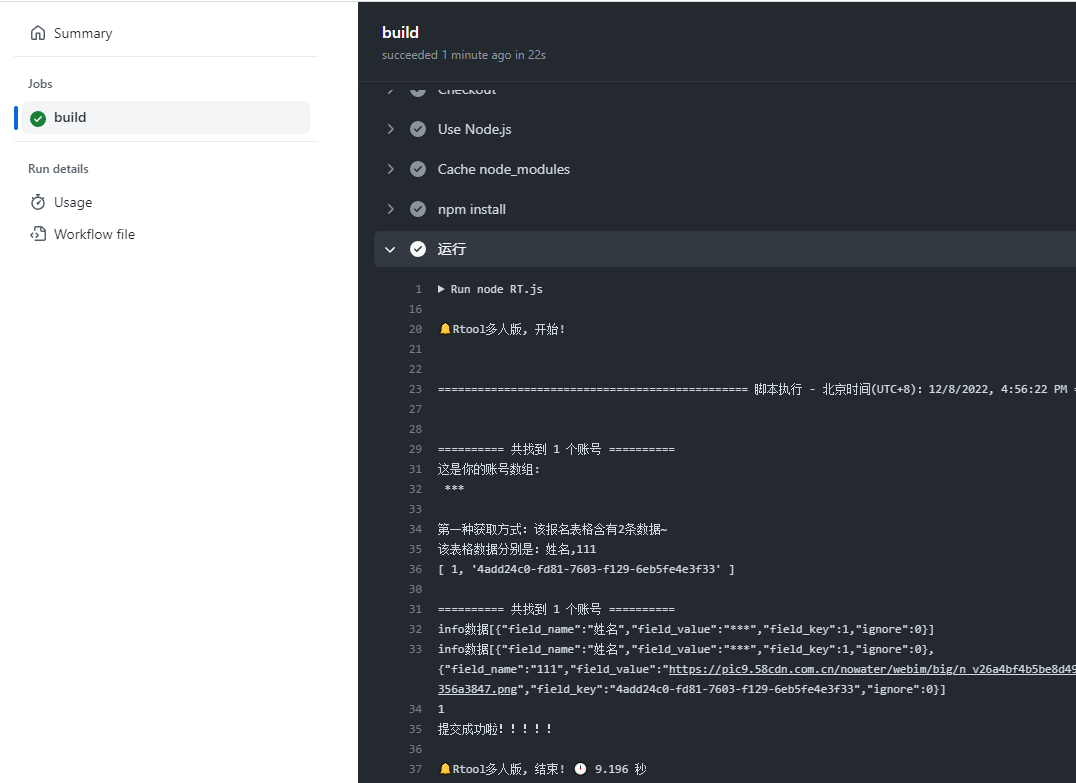 Summary
Jobs
build
Run details
Usage
Workflow file
build
succeeded 1 minute ago in 22s
Checkout
Use Node.js
Cache node_modules
npm install
运行
1 Run node RT.js
16
20 🔔Rtool多人版, 开始!
21
22
23 =============================================== 脚本执行 - 北京时间(UTC+8): 12/8/2022, 4:56:22 PM =
27
28
29 ========== 共找到 1 个账号 ==========
31 这是你的账号数组:
32 ***
33
34 第一种获取方式: 该报名表格含有2条数据~
35 该表格数据分别是: 姓名,111
36 [ 1, '4add24c0-fd81-7603-f129-6eb5fe4e3f33' ]
30
31 ========== 共找到 1 个账号 ==========
32 info数据[{"field_name":"姓名","field_value":"***","field_key":1,"ignore":0}]
33 info数据[{"field_name":"姓名","field_value":"***","field_key":1,"ignore":0},
{"field_name":"111","field_value":"https://pic9.58cdn.com.cn/nowater/webim/big/n_v26a4bf4b5be8d49
356a3847.png","field_key":"4add24c0-fd81-7603-f129-6eb5fe4e3f33","ignore":0}]
34 1
35 提交成功啦!!!!!
36
37 🔔Rtool多人版, 结束! 🕛 9.196 秒